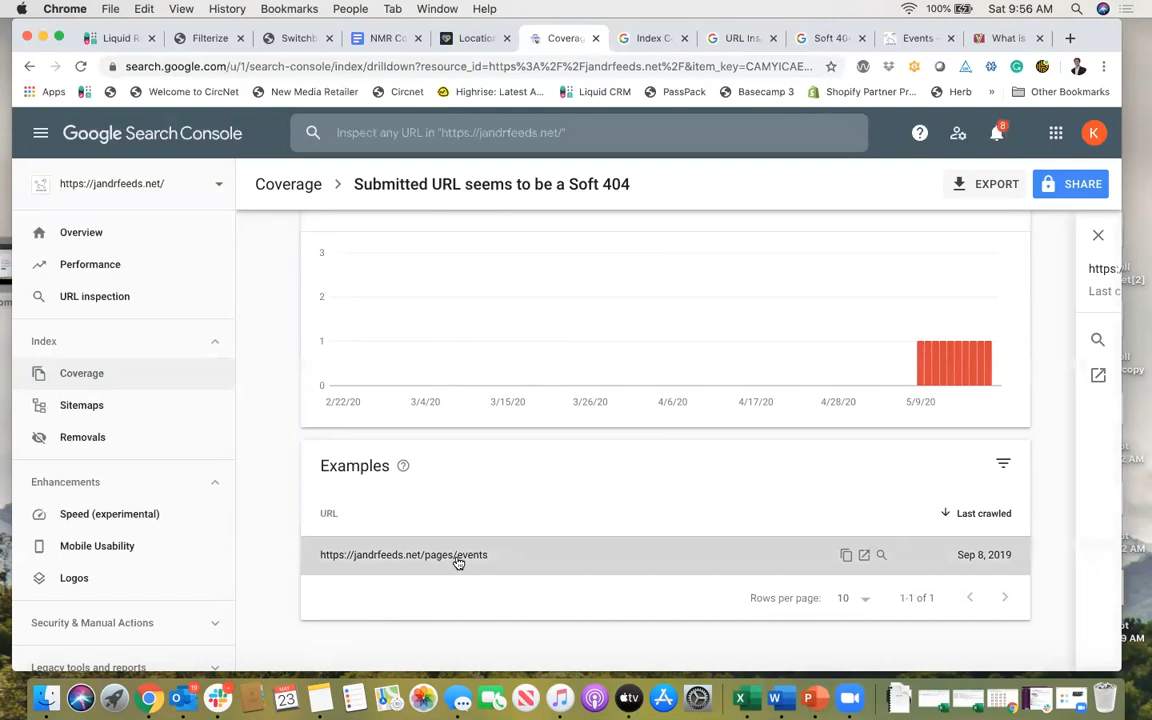 Chrome File Edit View History Bookmarks People Tab Window Help 100% Sat 9:56 AM
Liquid R Filterize Switchb NMR Co Location Coverag Index C URL Ins Soft 40 Events – What is
search.google.com/u/1/search-console/index/drilldown?resource_id=https%3A%2F%2Fjandrfeeds.net%2F&item_key=CAMYICAE...
Apps Welcome to CircNet New Media Retailer Circnet Highrise: Latest A... Liquid CRM PassPack Basecamp 3 Shopify Partner Pr... Herb » Other Bookmarks
Google Search Console Inspect any URL in "https://jandrfeeds.net/" 8 K
https://jandrfeeds.net/ Coverage > Submitted URL seems to be a Soft 404 EXPORT SHARE
Overview
Performance
URL inspection
Index
Coverage
Sitemaps
Removals
Enhancements
Speed (experimental)
Mobile Usability
Logos
Security & Manual Actions
Legacy tools and reports
3
2
1
0
2/22/20 3/4/20 3/15/20 3/26/20 4/6/20 4/17/20 4/28/20 5/9/20
Examples
URL Last crawled
https://jandrfeeds.net/pages/events Sep 8, 2019
Rows per page: 10 1-1 of 1
https:/
Last c
MAY
23